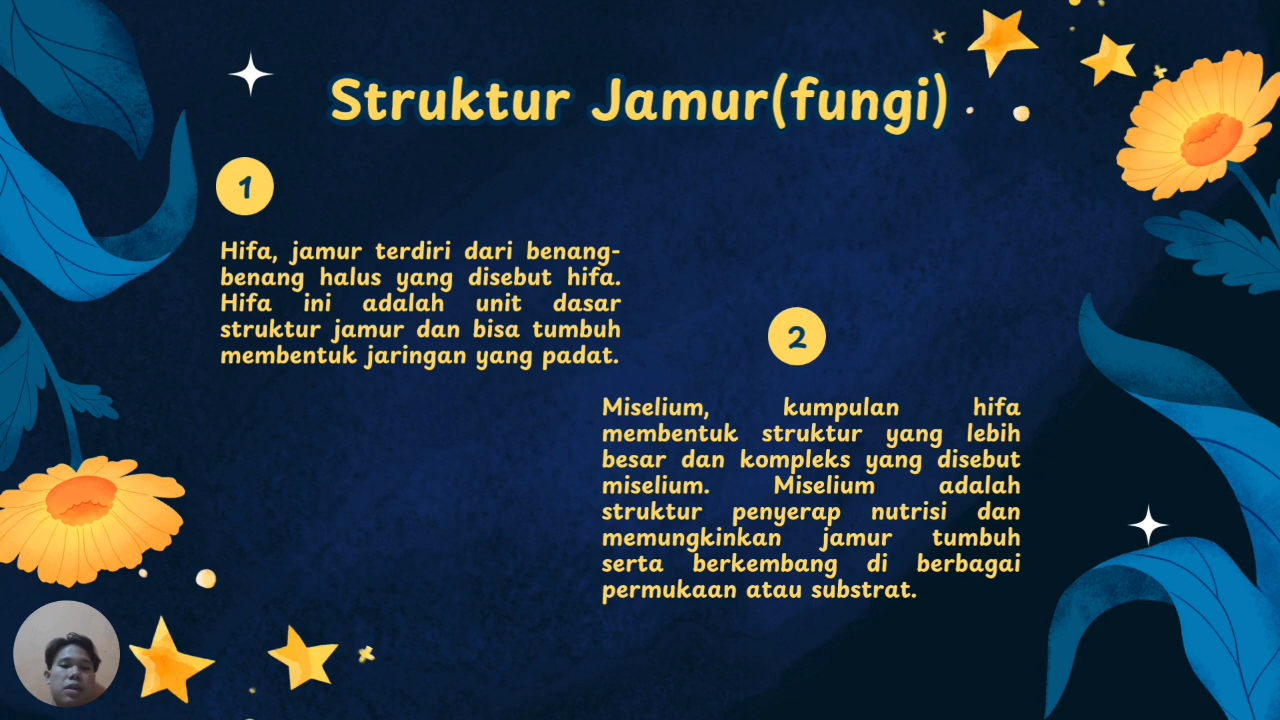 Struktur Jamur(fungi)
1
Hifa, jamur terdiri dari benang-
benang halus yang disebut hifa.
Hifa ini adalah unit dasar
struktur jamur dan bisa tumbuh
membentuk jaringan yang padat.
2
Miselium, kumpulan hifa
membentuk struktur yang lebih
besar dan kompleks yang disebut
miselium. Miselium adalah
struktur penyerap nutrisi dan
memungkinkan jamur tumbuh
serta berkembang di berbagai
permukaan atau substrat.